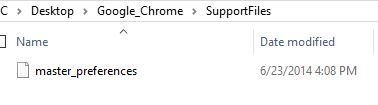 C > Desktop > Google_Chrome > SupportFiles
Name Date modified
master_preferences 6/23/2014 4:08 PM